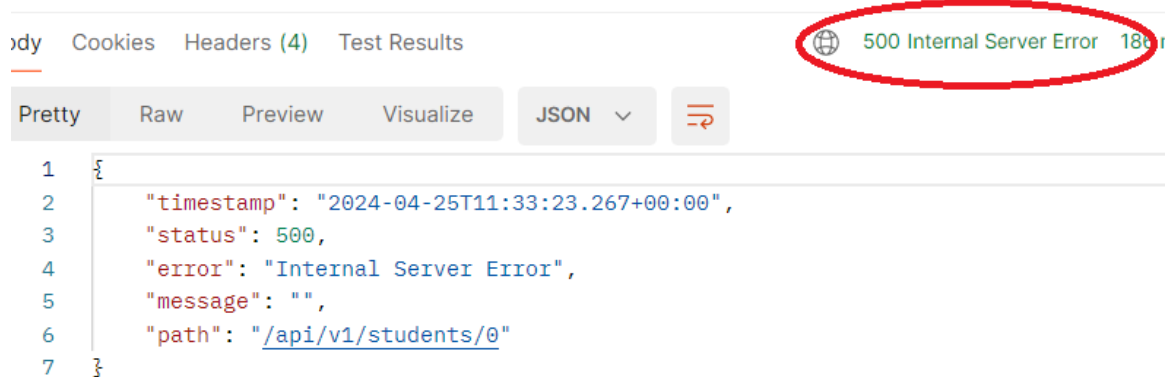 ody Cookies Headers (4) Test Results 500 Internal Server Error 186 m
Pretty Raw Preview Visualize JSON
1 {
2 "timestamp": "2024-04-25T11:33:23.267+00:00",
3 "status": 500,
4 "error": "Internal Server Error",
5 "message": "",
6 "path": "/api/v1/students/0"
7 }